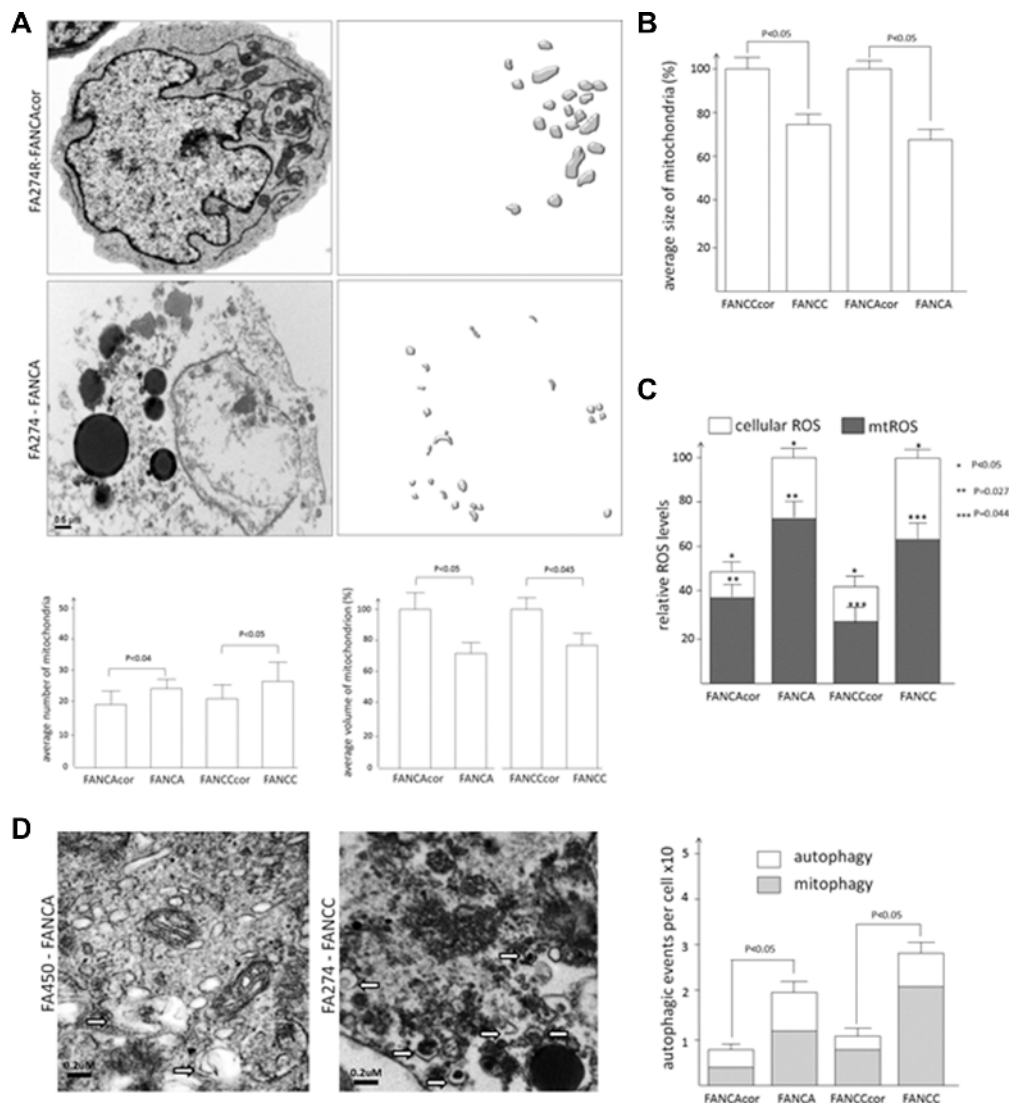 A
FA274R-FANCAcor
FA274 - FANCA
0.5 µm
average number of mitochondria
50
40
30
20
10
0
P<0.04
P<0.05
FANCAcor FANCA FANCCcor FANCC
average volume of mitochondrion (%)
100
80
60
40
20
0
P<0.05
P<0.045
FANCAcor FANCA FANCCcor FANCC
B
average size of mitochondria (%)
100
80
60
40
20
P<0.05
P<0.05
FANCCcor FANCC FANCAcor FANCA
C
cellular ROS mtROS
relative ROS levels
100
80
60
40
20
* P<0.05
** P=0.027
*** P=0.044
* ** * ** * *** * ***
FANCAcor FANCA FANCCcor FANCC
D
FA450 - FANCA
0.2uM
FA274 - FANCC
0.2uM
autophagic events per cell x10
5
4
3
2
1
autophagy
mitophagy
P<0.05
P<0.05
FANCAcor FANCA FANCCcor FANCC